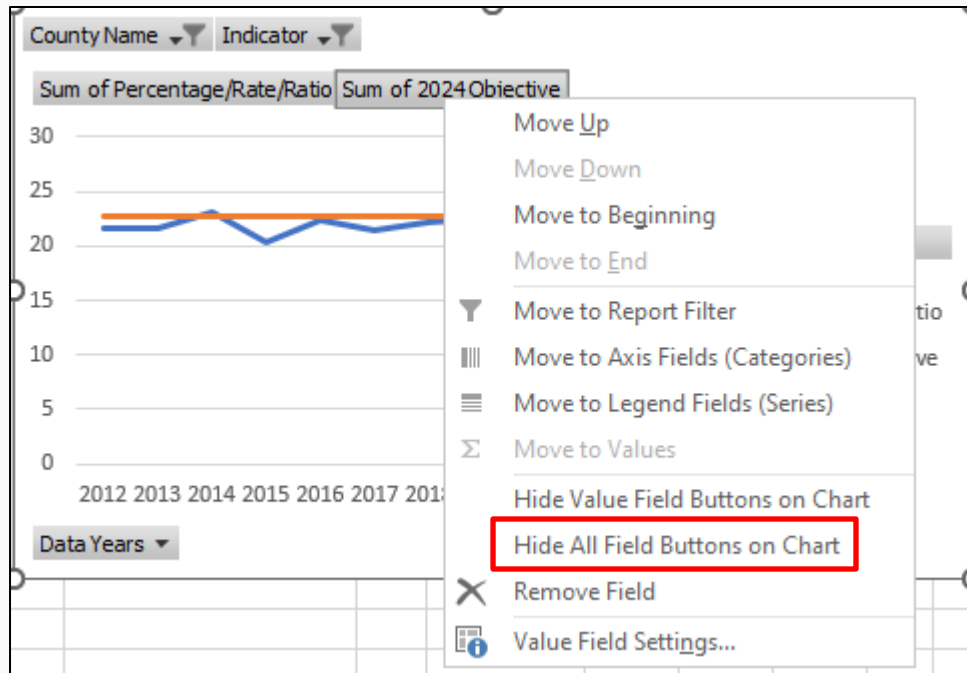 County Name Indicator
Sum of Percentage/Rate/Ratio Sum of 2024 Objective
30
25
20
15
10
5
0
2012 2013 2014 2015 2016 2017 201
Data Years
Move Up
Move Down
Move to Beginning
Move to End
Move to Report Filter
Move to Axis Fields (Categories)
Move to Legend Fields (Series)
Σ Move to Values
Hide Value Field Buttons on Chart
Hide All Field Buttons on Chart
Remove Field
Value Field Settings...
tio
ve